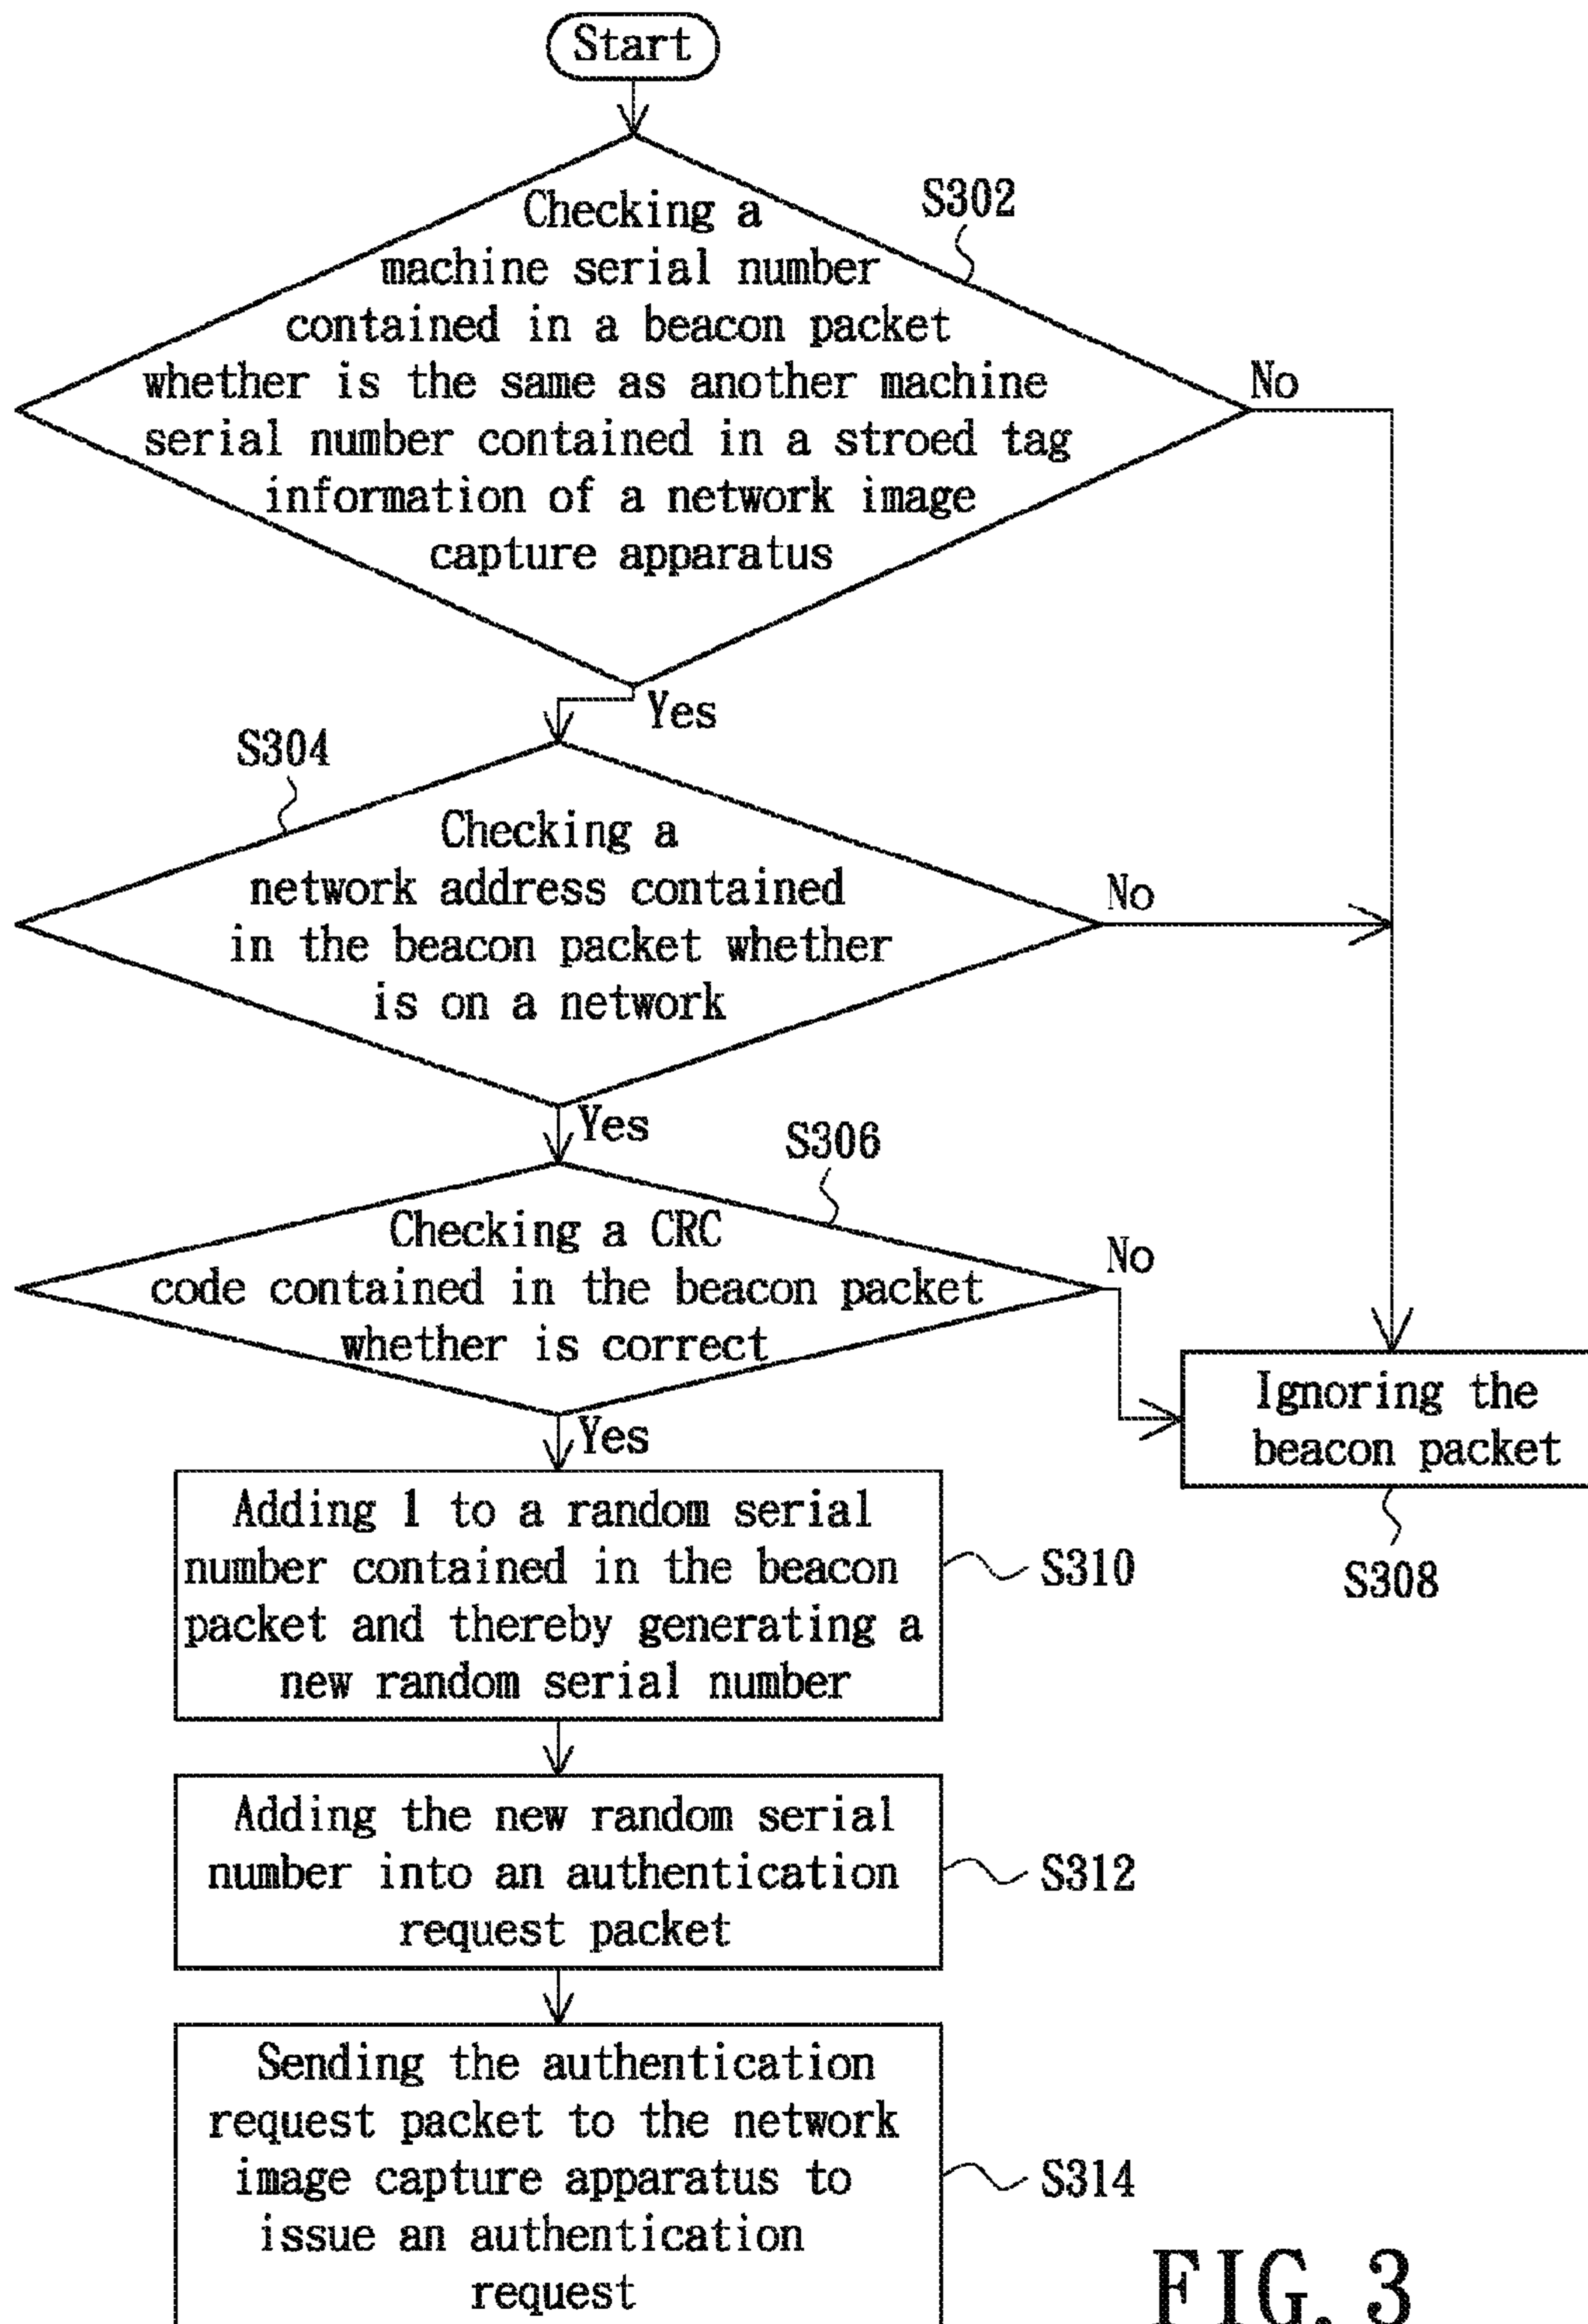 Start
S302
Checking a
machine serial number
contained in a beacon packet
whether is the same as another machine
serial number contained in a stroed tag
information of a network image
capture apparatus
No
Yes
S304
Checking a
network address contained
in the beacon packet whether
is on a network
No
Yes
S306
Checking a CRC
code contained in the beacon packet
whether is correct
No
Yes
Ignoring the
beacon packet
S308
Adding 1 to a random serial
number contained in the beacon
packet and thereby generating a
new random serial number
S310
Adding the new random serial
number into an authentication
request packet
S312
Sending the authentication
request packet to the network
image capture apparatus to
issue an authentication
request
S314
FIG. 3